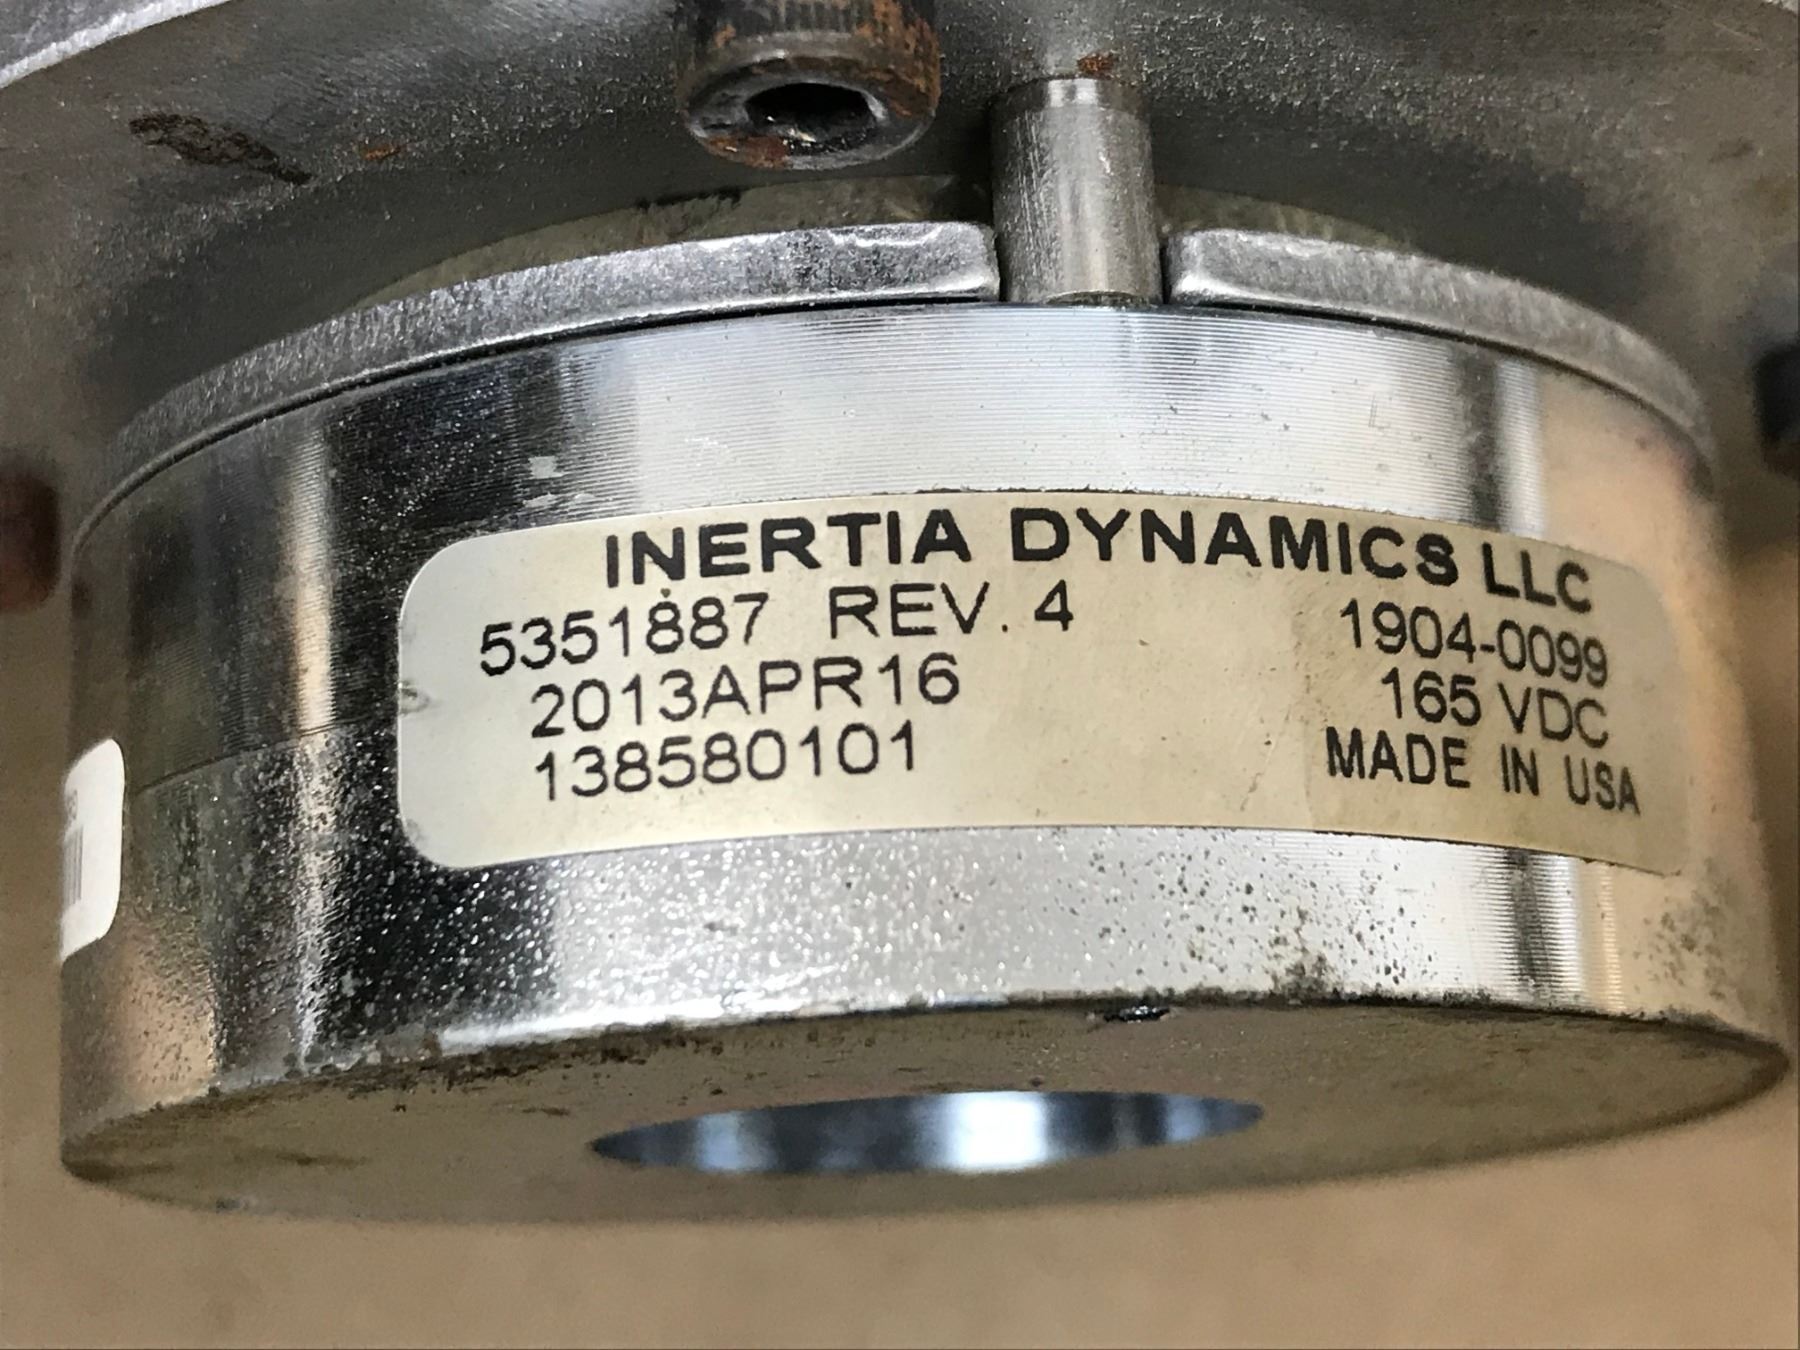 INERTIA DYNAMICS LLC
5351887 REV. 4 1904-0099
2013APR16 165 VDC
138580101 MADE IN USA